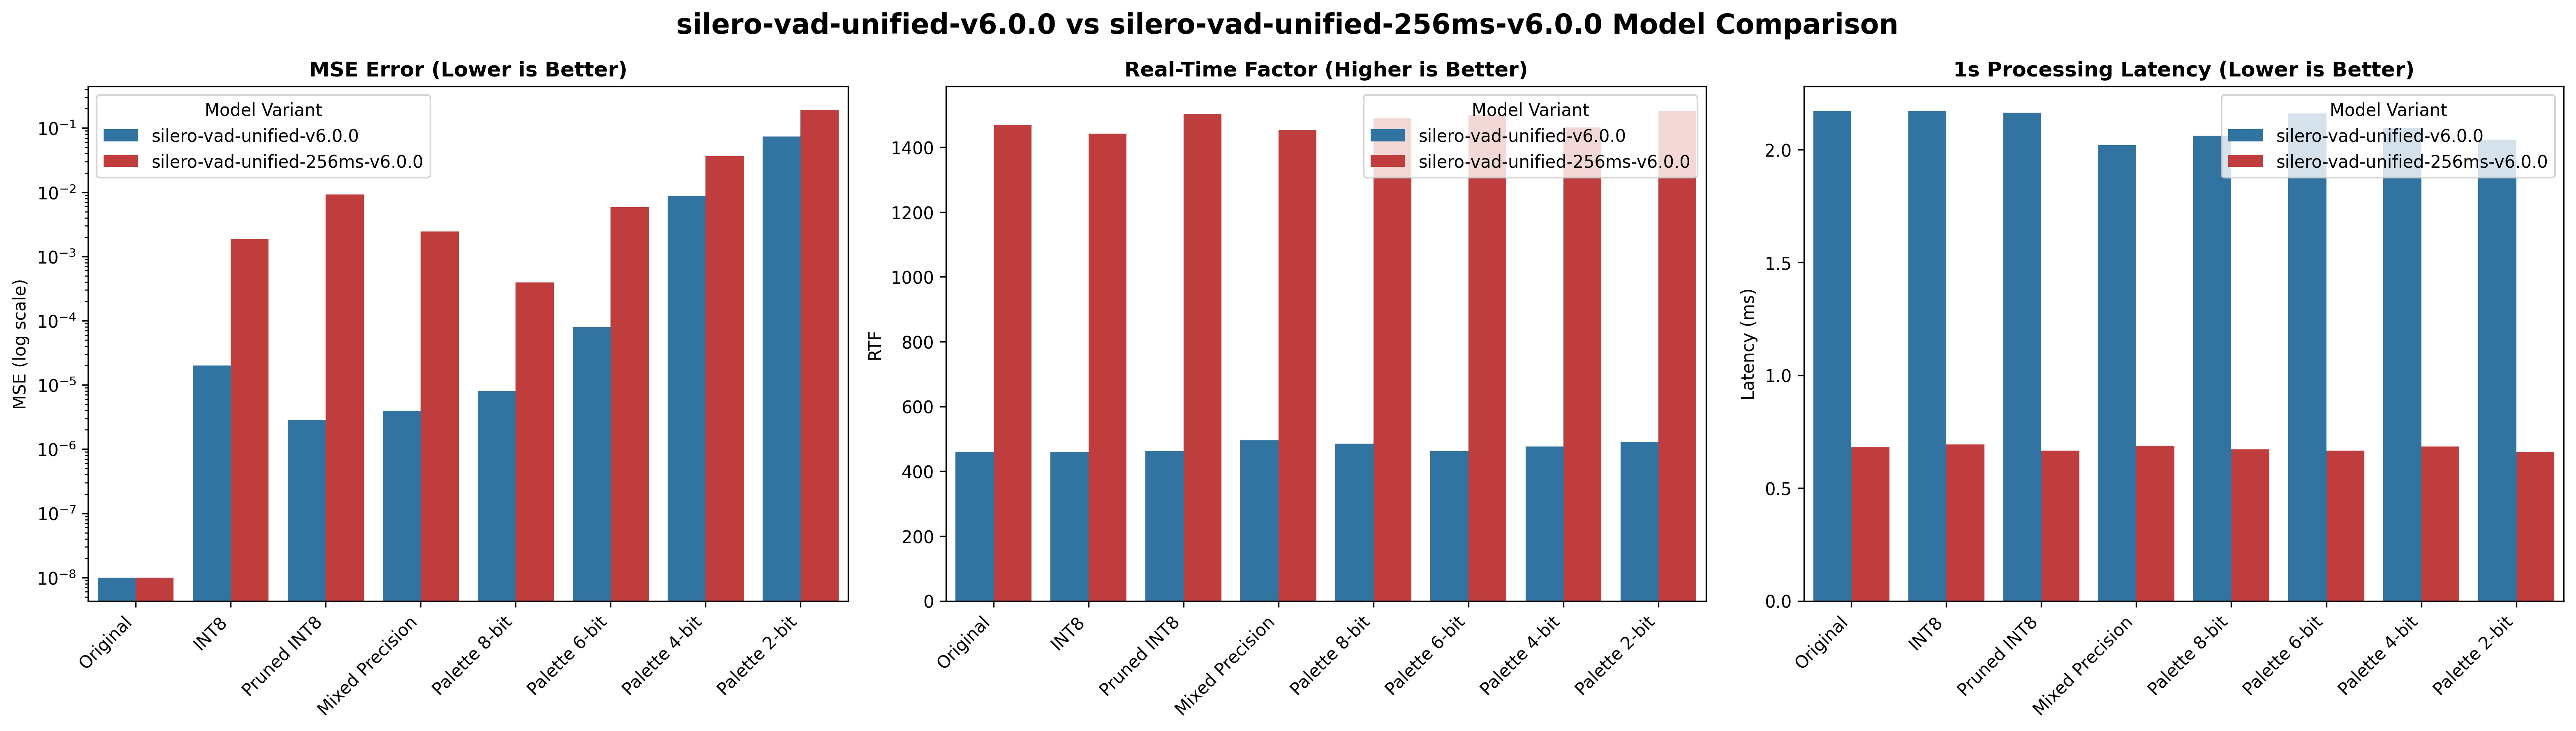 silero-vad-unified-v6.0.0 vs silero-vad-unified-256ms-v6.0.0 Model Comparison
MSE Error (Lower is Better)
MSE (log scale)
10⁻¹
10⁻²
10⁻³
10⁻⁴
10⁻⁵
10⁻⁶
10⁻⁷
10⁻⁸
Model Variant
silero-vad-unified-v6.0.0
silero-vad-unified-256ms-v6.0.0
Original
INT8
Pruned INT8
Mixed Precision
Palette 8-bit
Palette 6-bit
Palette 4-bit
Palette 2-bit
Real-Time Factor (Higher is Better)
RTF
1400
1200
1000
800
600
400
200
0
Model Variant
silero-vad-unified-v6.0.0
silero-vad-unified-256ms-v6.0.0
Original
INT8
Pruned INT8
Mixed Precision
Palette 8-bit
Palette 6-bit
Palette 4-bit
Palette 2-bit
1s Processing Latency (Lower is Better)
Latency (ms)
2.0
1.5
1.0
0.5
0.0
Model Variant
silero-vad-unified-v6.0.0
silero-vad-unified-256ms-v6.0.0
Original
INT8
Pruned INT8
Mixed Precision
Palette 8-bit
Palette 6-bit
Palette 4-bit
Palette 2-bit